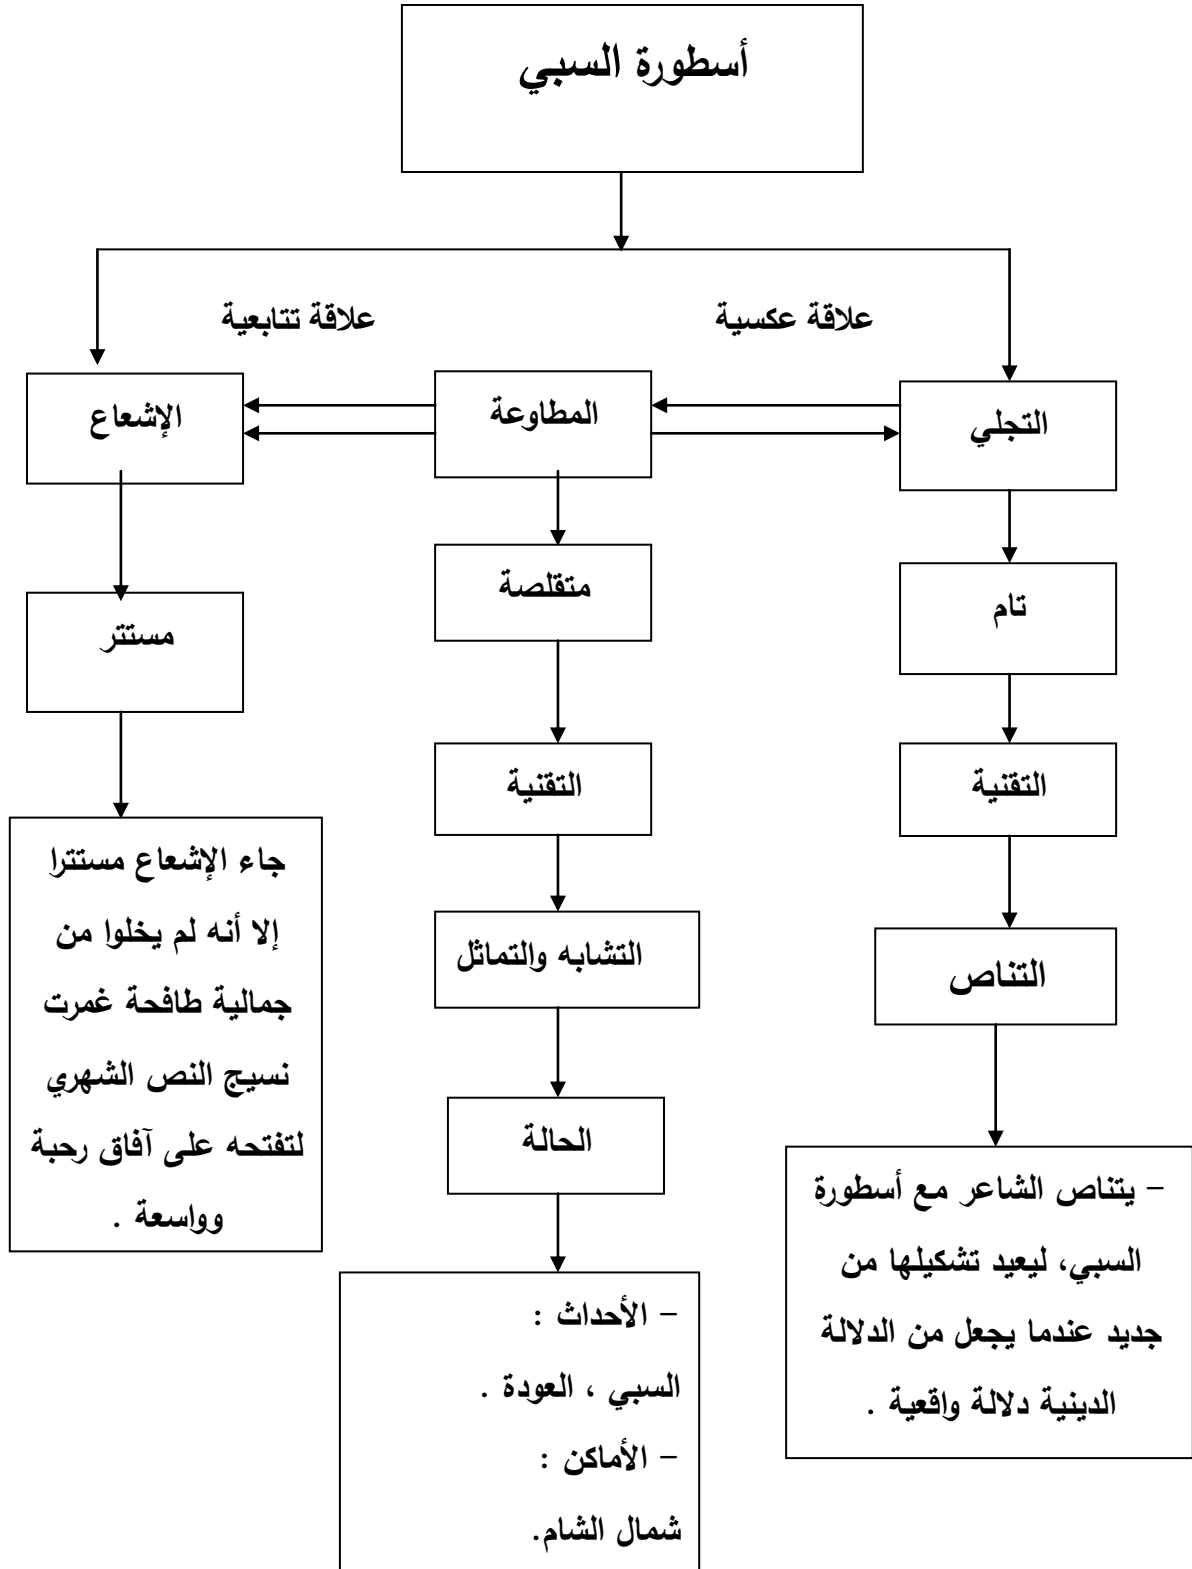 أسطورة السبي
علاقة عكسية
علاقة تتابعية
التجلي
المطاوعة
الإشعاع
تام
متقلصة
مستتر
التقنية
التقنية
التناص
التشابه والتماثل
الحالة
– يتناص الشاعر مع أسطورة
السبي، ليعيد تشكيلها من
جديد عندما يجعل من الدلالة
الدينية دلالة واقعية .
– الأحداث :
السبي ، العودة .
– الأماكن :
شمال الشام.
جاء الإشعاع مستترا
إلا أنه لم يخلوا من
جمالية طافحة غمرت
نسيج النص الشهري
لتفتحه على آفاق رحبة
وواسعة .